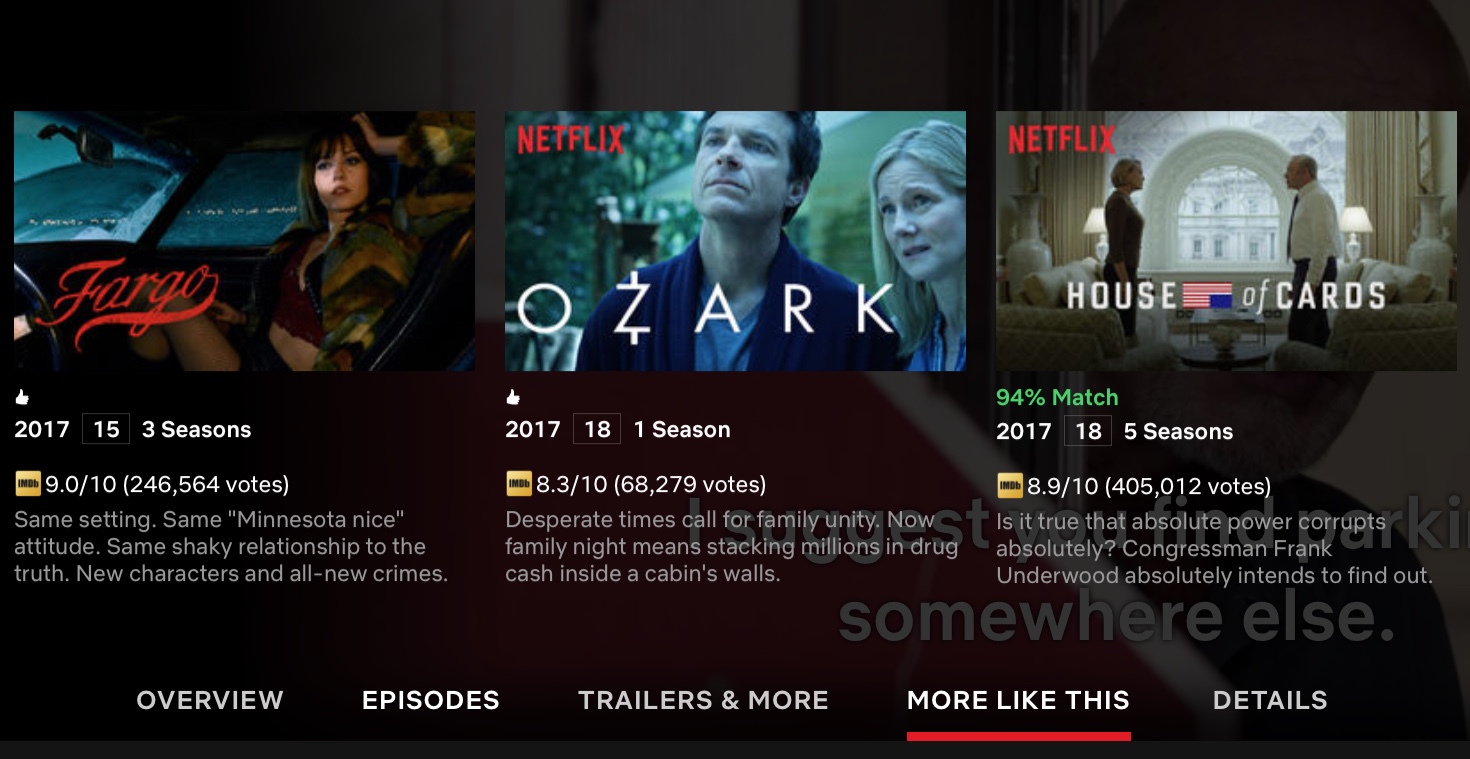 Fargo
NETFLIX
OZARK
NETFLIX
HOUSE of CARDS
2017 15 3 Seasons
IMDb 9.0/10 (246,564 votes)
Same setting. Same "Minnesota nice"
attitude. Same shaky relationship to the
truth. New characters and all-new crimes.
2017 18 1 Season
IMDb 8.3/10 (68,279 votes)
Desperate times call for family unity. Now
family night means stacking millions in drug
cash inside a cabin's walls.
94% Match
2017 18 5 Seasons
IMDb 8.9/10 (405,012 votes)
Is it true that absolute power corrupts
absolutely? Congressman Frank
Underwood absolutely intends to find out.
I suggest you find parki
somewhere else.
OVERVIEW EPISODES TRAILERS & MORE MORE LIKE THIS DETAILS